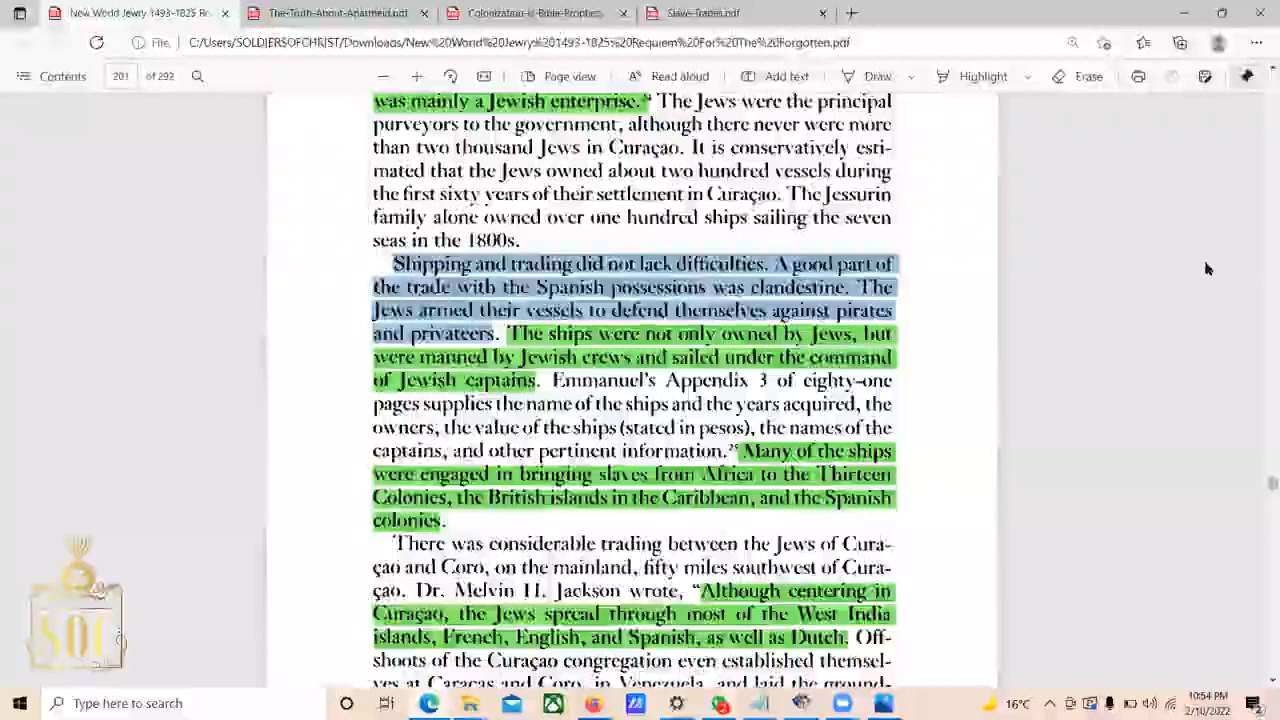 New World Jewry 1493-1825 Re
The-Truth-About-Apartheid.pdf
Colonization-is-Bible-Prophec
Slave-Trades.pdf
File
C:/Users/SOLDIERSOFCHRIST/Downloads/New%20World%20Jewry%201493-1825%20Requiem%20For%20The%20Forgotten.pdf
Contents
201 of 292
Page view
Read aloud
Add text
Draw
Highlight
Erase
was mainly a Jewish enterprise. The Jews were the principal
purveyors to the government, although there never were more
than two thousand Jews in Curaçao. It is conservatively esti-
mated that the Jews owned about two hundred vessels during
the first sixty years of their settlement in Curaçao. The Jessurin
family alone owned over one hundred ships sailing the seven
seas in the 1800s.
Shipping and trading did not lack difficulties. A good part of
the trade with the Spanish possessions was clandestine. The
Jews armed their vessels to defend themselves against pirates
and privateers. The ships were not only owned by Jews, but
were manned by Jewish crews and sailed under the command
of Jewish captains. Emmanuel's Appendix 3 of eighty-one
pages supplies the name of the ships and the years acquired, the
owners, the value of the ships (stated in pesos), the names of the
captains, and other pertinent information. Many of the ships
were engaged in bringing slaves from Africa to the Thirteen
Colonies, the British islands in the Caribbean, and the Spanish
colonies.
There was considerable trading between the Jews of Cura-
çao and Coro, on the mainland, fifty miles southwest of Cura-
çao. Dr. Melvin H. Jackson wrote, "Although centering in
Curaçao, the Jews spread through most of the West India
islands, French, English, and Spanish, as well as Dutch. Off-
shoots of the Curaçao congregation even established themsel-
ves at Caracas and Coro, in Venezuela, and laid the ground-
SOC
Type here to search
16°C
10:54 PM
2/10/2022